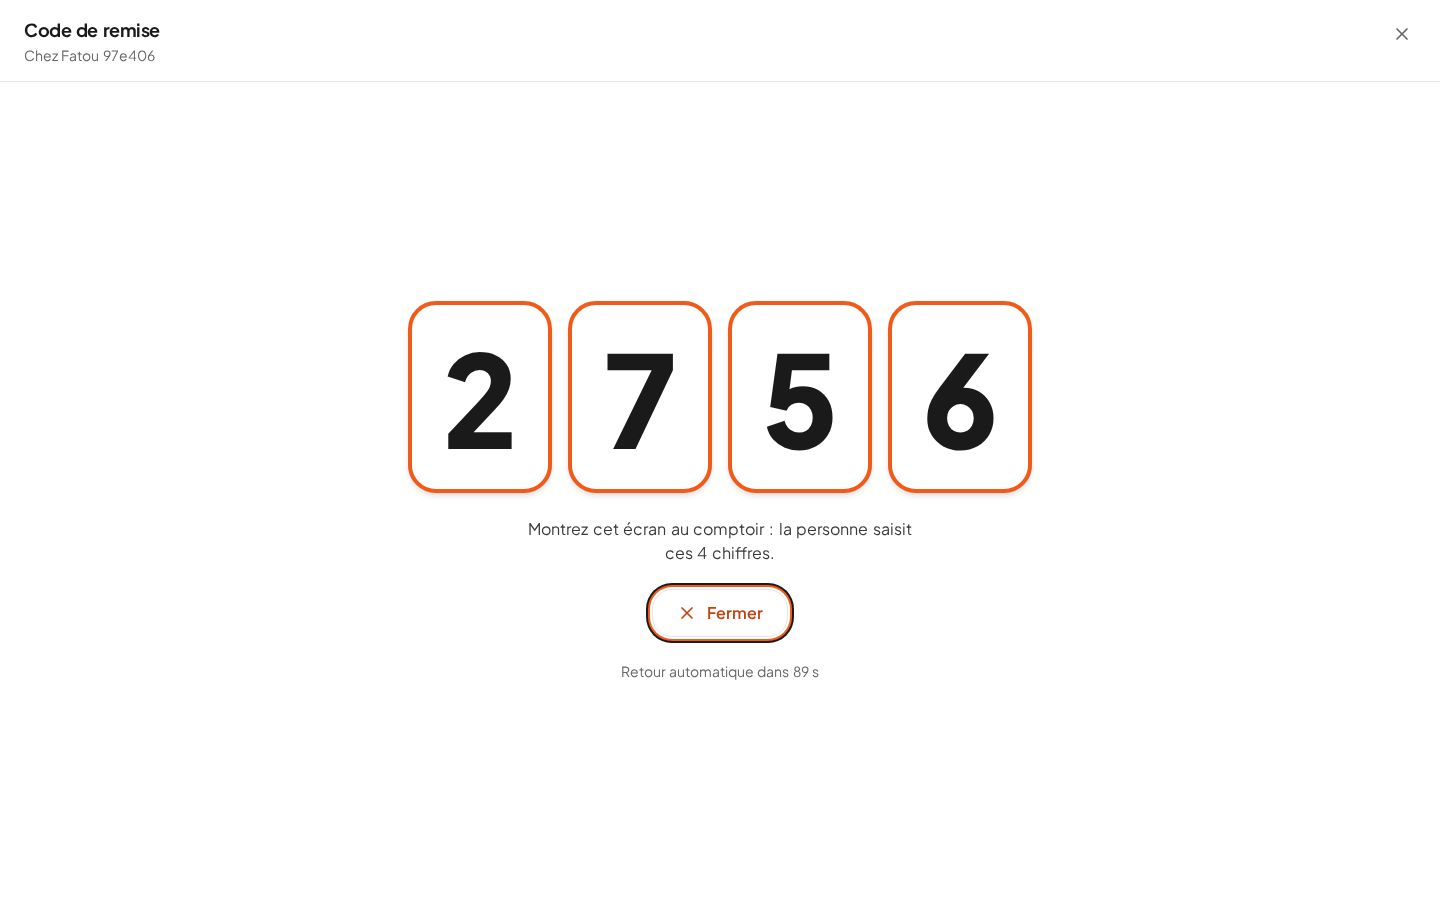 Code de remise
Chez Fatou 97e406
2 7 5 6
Montrez cet écran au comptoir : la personne saisit
ces 4 chiffres.
Fermer
Retour automatique dans 89 s